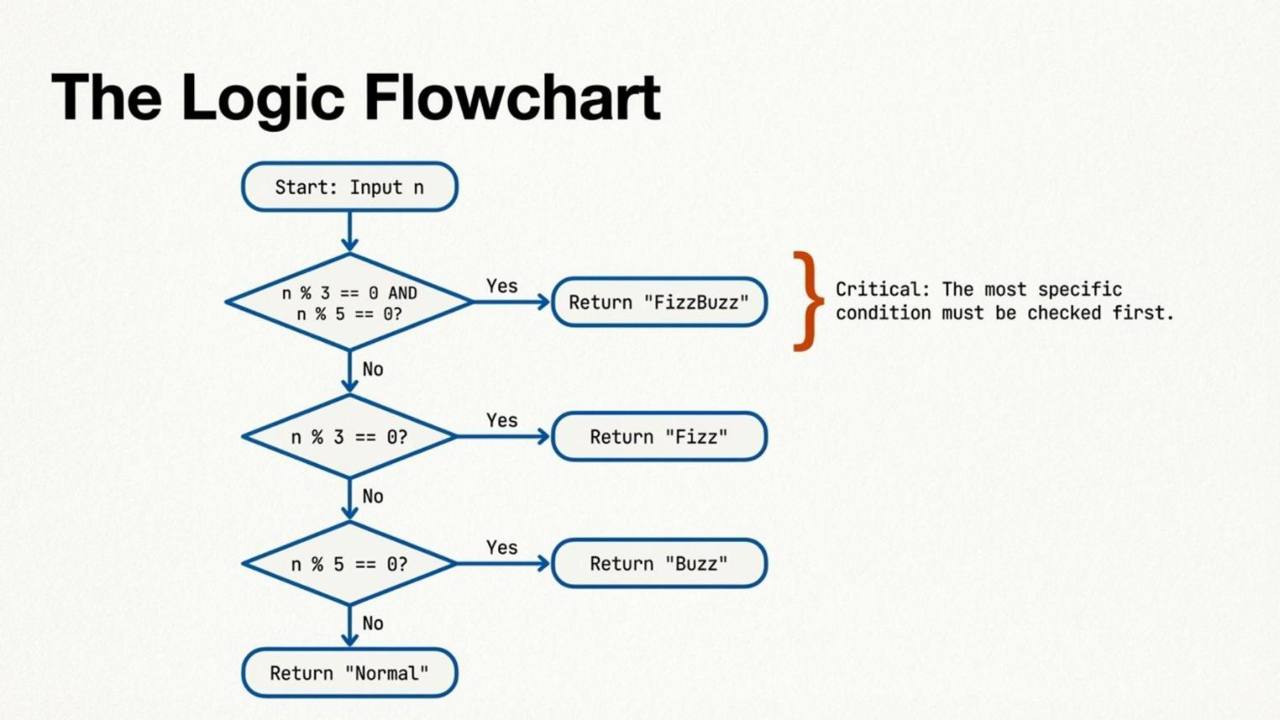 The Logic Flowchart
Start: Input n
n % 3 == 0 AND
n % 5 == 0?
Yes
Return "FizzBuzz"
Critical: The most specific
condition must be checked first.
No
n % 3 == 0?
Yes
Return "Fizz"
No
n % 5 == 0?
Yes
Return "Buzz"
No
Return "Normal"